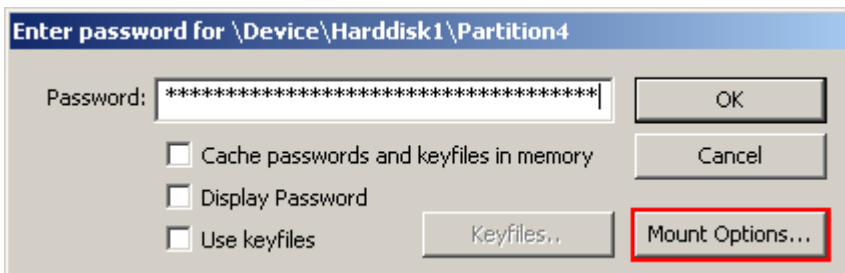 Enter password for \Device\Harddisk1\Partition4
Password: ************************************
OK
Cache passwords and keyfiles in memory
Cancel
Display Password
Use keyfiles
Keyfiles..
Mount Options...